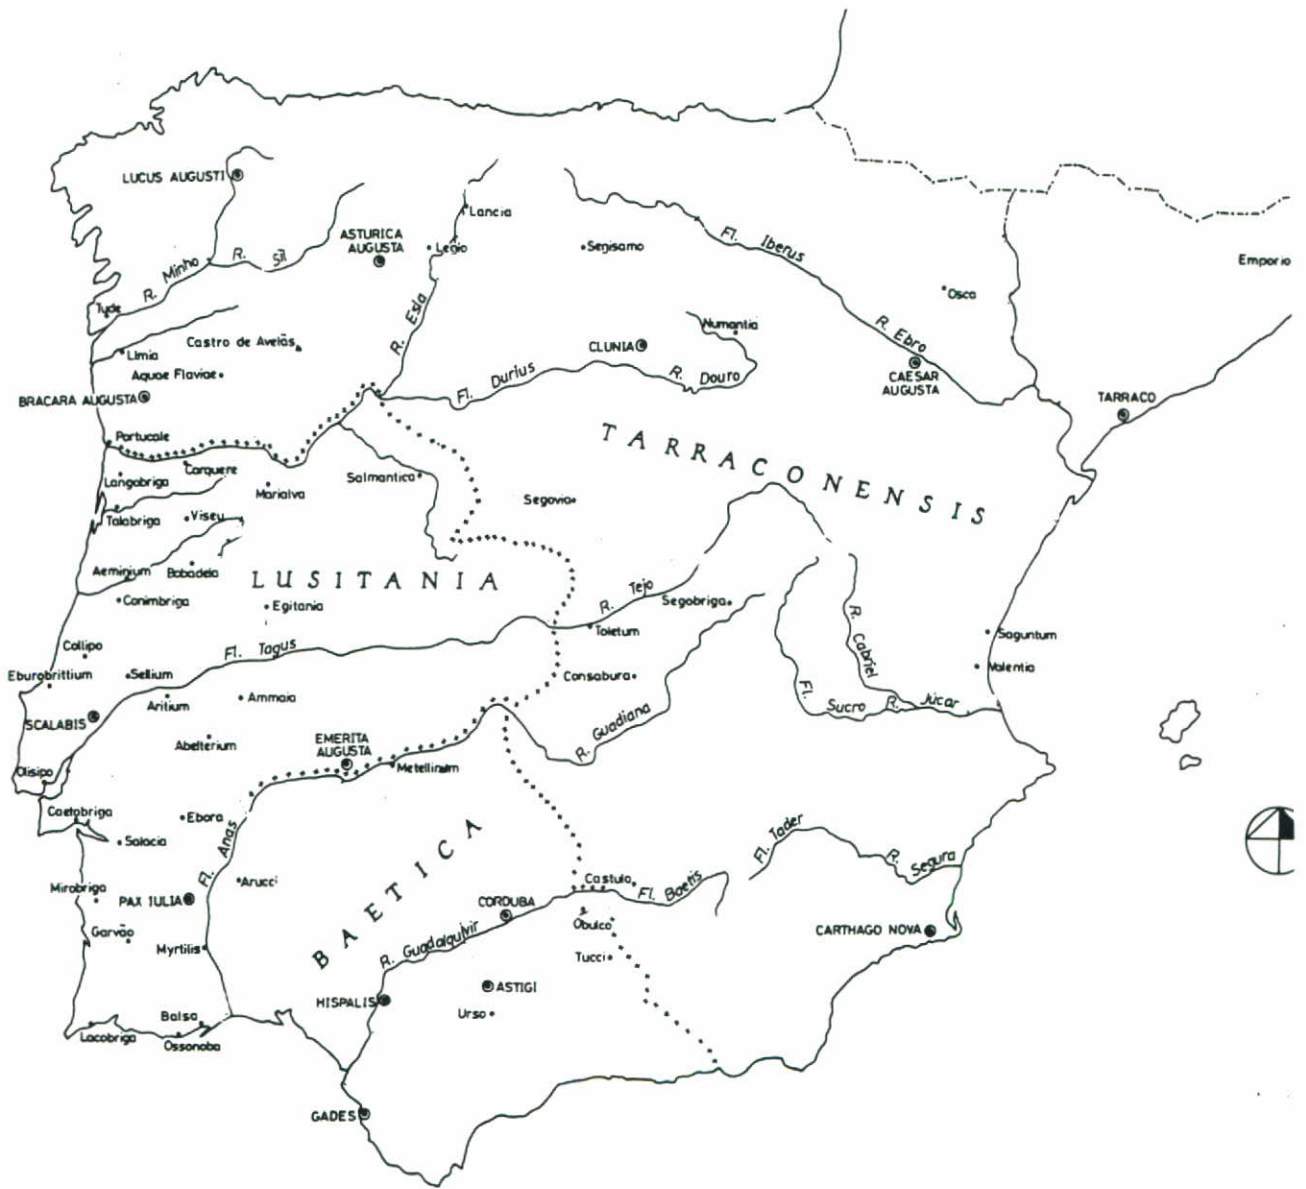 LUCUS AUGUSTI
Lancia
ASTURICA
AUGUSTA
Legio
Segisamo
Fl. Iberus
R. Sil
R. Minho
Emporio
Osca
Tyde
R. Esla
Numantia
R. Ebro
Limia
Castro de Avelãs
CLUNIA
Aquae Flaviae
Fl. Durius
R. Douro
CAESAR
AUGUSTA
BRACARA AUGUSTA
TARRACO
Portucale
TARRACONENSIS
Carquere
Langobriga
Marialva
Salmantica
Segovia
Talabriga
Viseu
Aeminium
Bobadela
LUSITANIA
R. Tejo
Conimbriga
Egitania
Segobriga
R. Cabriel
Toletum
Saguntum
Collipo
Fl. Tagus
Valentia
Eburobrittium
Sellium
Consabura
Aritium
Ammaia
Fl. Sucro
R. Júcar
SCALABIS
R. Guadiana
Abelterium
EMERITA
AUGUSTA
Metellinum
Olisipo
Caetobriga
Ebora
Salacia
Fl. Anas
Fl. Tader
R. Segura
BAETICA
Arucci
Castulo
Fl. Baetis
Mirobriga
PAX IULIA
CORDUBA
Obulco
CARTHAGO NOVA
Garvão
Myrtilis
R. Guadalquivir
Tucci
HISPALIS
ASTIGI
Urso
Balsa
Lacobriga
Ossonoba
GADES